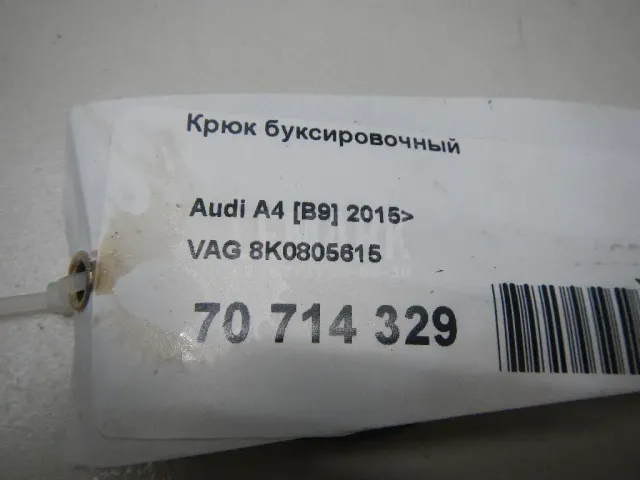 Крюк буксировочный
Audi A4 [B9] 2015>
VAG 8K0805615
70 714 329